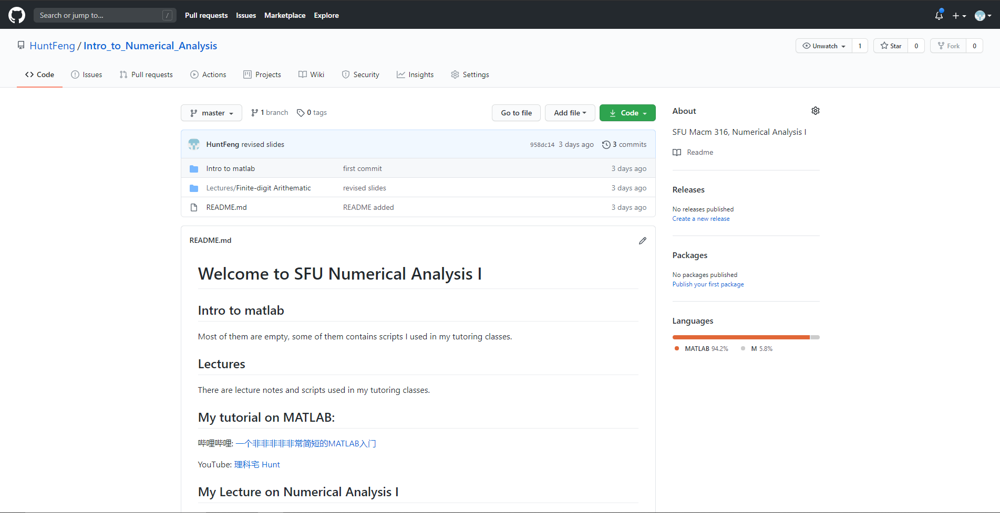 Search or jump to... /
Pull requests Issues Marketplace Explore
HuntFeng / Intro_to_Numerical_Analysis
Unwatch 1 Star 0 Fork 0
Code Issues Pull requests Actions Projects Wiki Security Insights Settings
master 1 branch 0 tags
Go to file Add file Code
HuntFeng revised slides 958dc14 3 days ago 3 commits
Intro to matlab first commit 3 days ago
Lectures/Finite-digit Arithematic revised slides 3 days ago
README.md README added 3 days ago
README.md
Welcome to SFU Numerical Analysis I
Intro to matlab
Most of them are empty, some of them contains scripts I used in my tutoring classes.
Lectures
There are lecture notes and scripts used in my tutoring classes.
My tutorial on MATLAB:
哔哩哔哩: 一个非非非非非常简短的MATLAB入门
YouTube: 理科宅 Hunt
My Lecture on Numerical Analysis I
About
SFU Macm 316, Numerical Analysis I
Readme
Releases
No releases published
Create a new release
Packages
No packages published
Publish your first package
Languages
MATLAB 94.2% M 5.8%